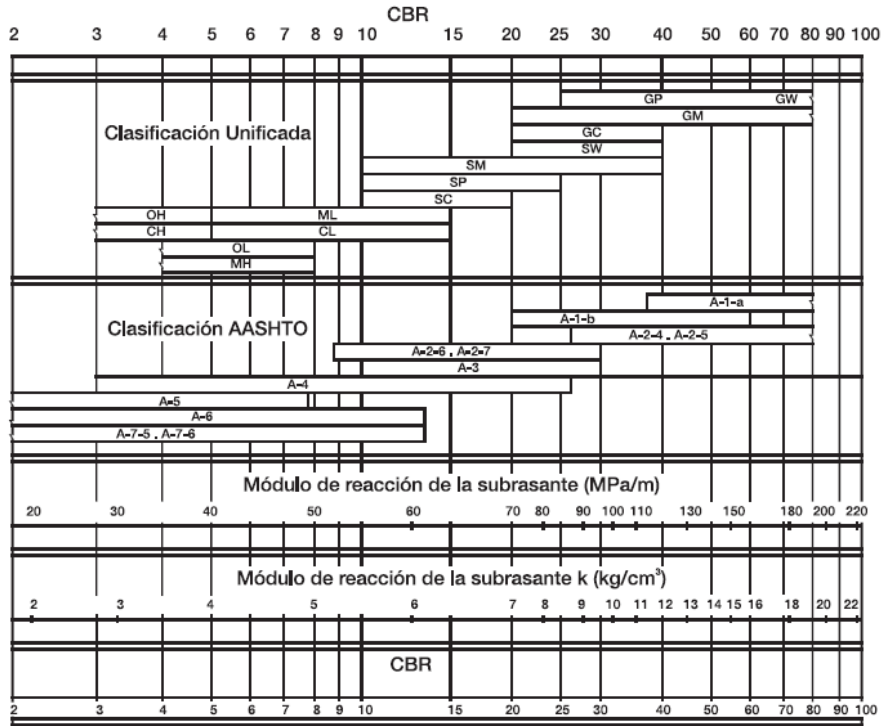 CBR
2 3 4 5 6 7 8 9 10 15 20 25 30 40 50 60 70 80 90 100
GP GW
GM
Clasificación Unificada
GC
SW
SM
SP
SC
OH ML
CH CL
OL
MH
A-1-a
Clasificación AASHTO
A-1-b
A-2-4 . A-2-5
A-2-6 . A-2-7
A-3
A-4
A-5
A-6
A-7-5 . A-7-6
Módulo de reacción de la subrasante (MPa/m)
20 30 40 50 60 70 80 90 100 110 130 150 180 200 220
Módulo de reacción de la subrasante k (kg/cm³)
2 3 4 5 6 7 8 9 10 11 12 13 14 15 16 18 20 22
CBR
2 3 4 5 6 7 8 9 10 15 20 25 30 40 50 60 70 80 90 100